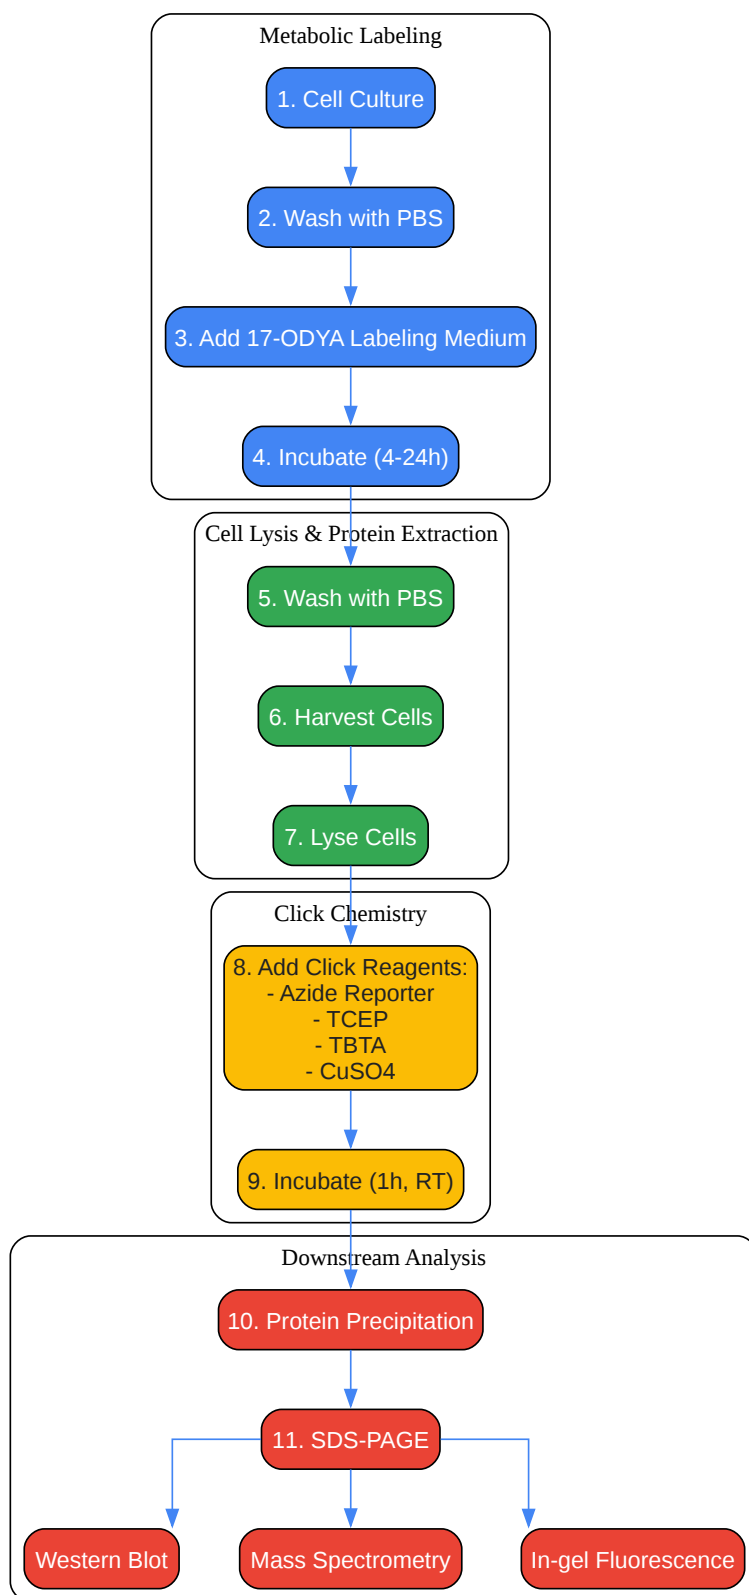 Metabolic Labeling
1. Cell Culture
2. Wash with PBS
3. Add 17-ODYA Labeling Medium
4. Incubate (4-24h)
Cell Lysis & Protein Extraction
5. Wash with PBS
6. Harvest Cells
7. Lyse Cells
Click Chemistry
8. Add Click Reagents:
- Azide Reporter
- TCEP
- TBTA
- CuSO4
9. Incubate (1h, RT)
Downstream Analysis
10. Protein Precipitation
11. SDS-PAGE
Western Blot
Mass Spectrometry
In-gel Fluorescence